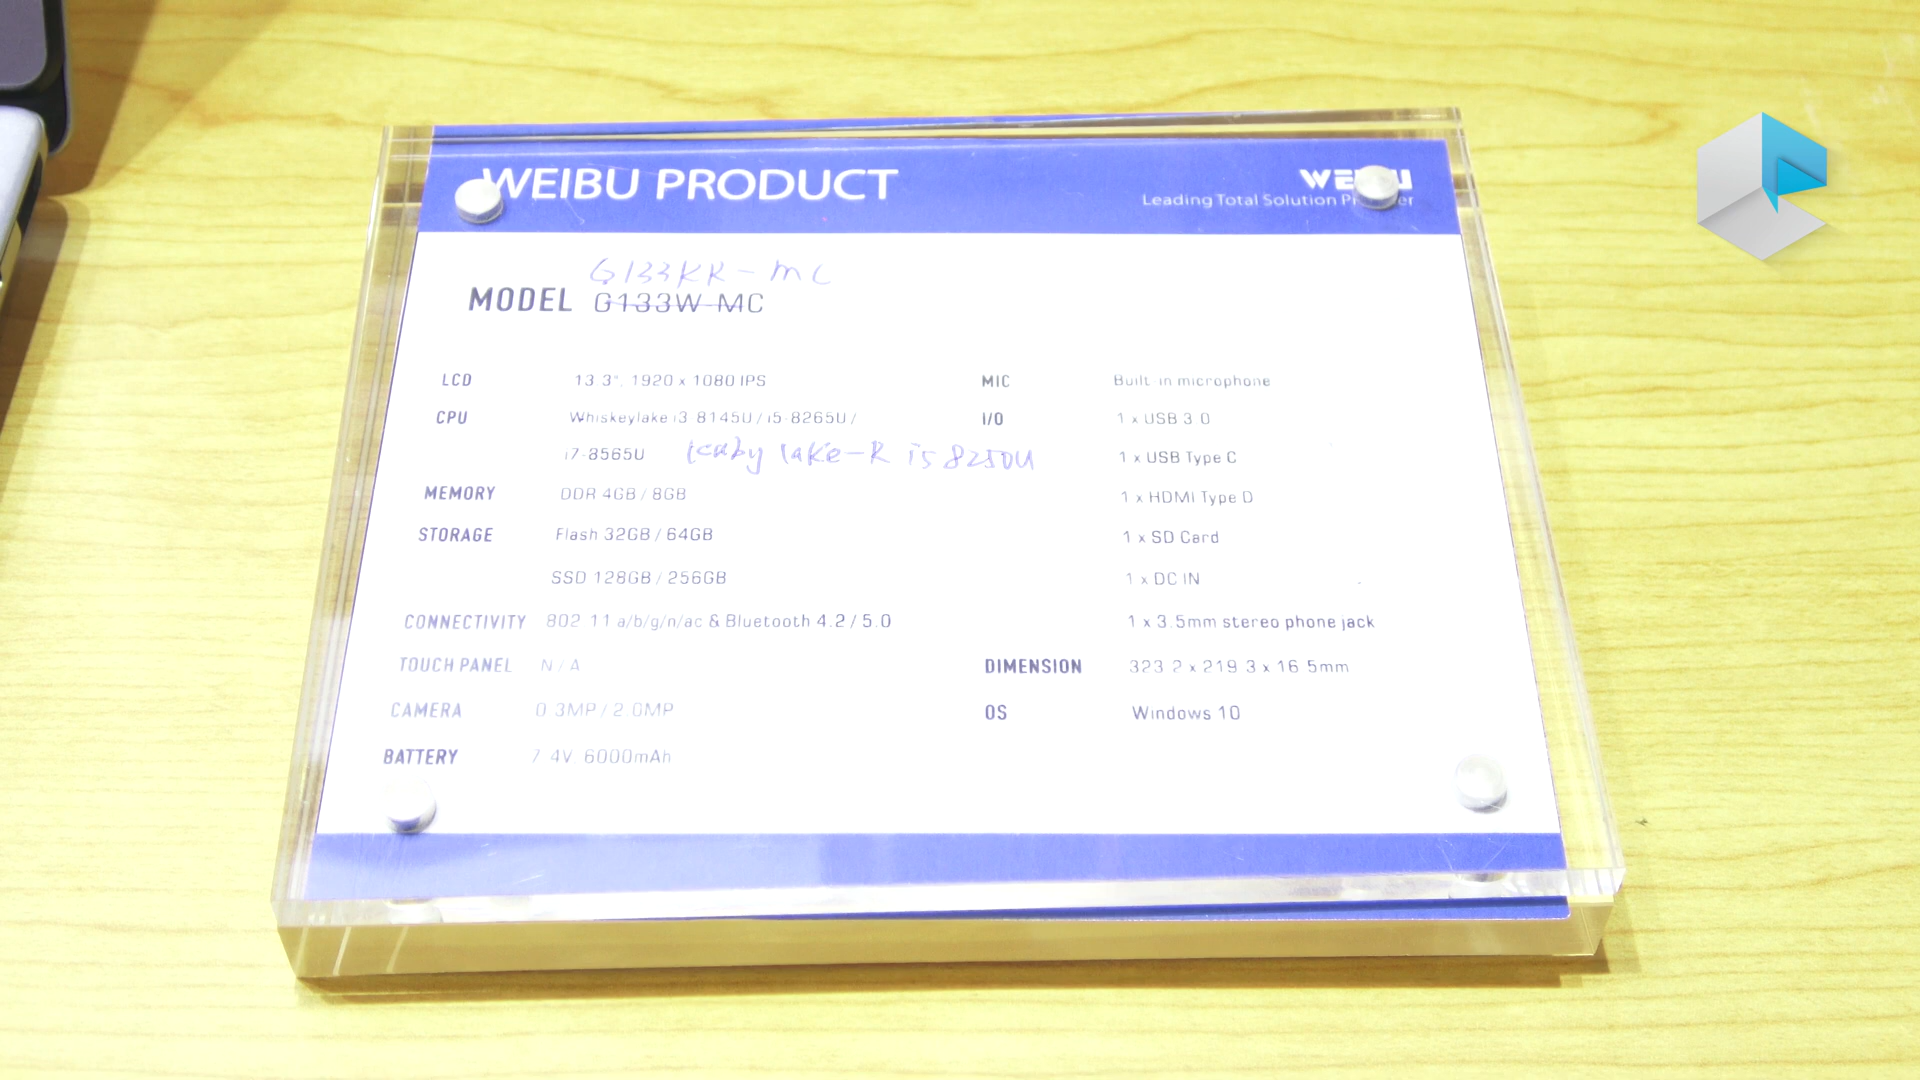 WEIBU PRODUCT
WEIBU
Leading Total Solution Provider
G133KR-MC
MODEL G133W-MC
LCD 13.3", 1920 x 1080 IPS
CPU Whiskeylake i3-8145U / i5-8265U /
i7-8565U kaby lake-R i5 8250U
MEMORY DDR 4GB / 8GB
STORAGE Flash 32GB / 64GB
SSD 128GB / 256GB
CONNECTIVITY 802.11 a/b/g/n/ac & Bluetooth 4.2 / 5.0
TOUCH PANEL N / A
CAMERA 0.3MP / 2.0MP
BATTERY 7.4V, 6000mAh
MIC Built-in microphone
I/O 1 x USB 3.0
1 x USB Type C
1 x HDMI Type D
1 x SD Card
1 x DC IN
1 x 3.5mm stereo phone jack
DIMENSION 323.2 x 219.3 x 16.5mm
OS Windows 10